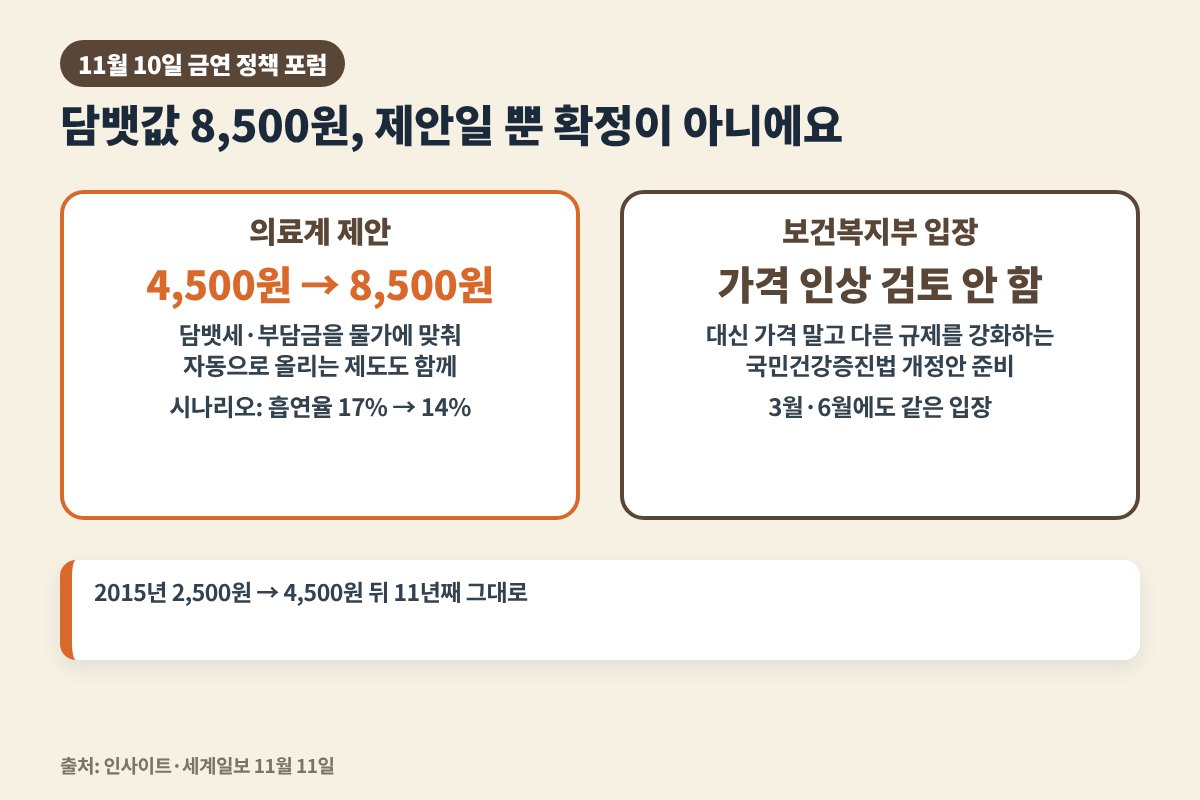 11월 10일 금연 정책 포럼
담뱃값 8,500원, 제안일 뿐 확정이 아니에요
의료계 제안
4,500원 → 8,500원
담뱃세·부담금을 물가에 맞춰
자동으로 올리는 제도도 함께
시나리오: 흡연율 17% → 14%
보건복지부 입장
가격 인상 검토 안 함
대신 가격 말고 다른 규제를 강화하는
국민건강증진법 개정안 준비
3월·6월에도 같은 입장
2015년 2,500원 → 4,500원 뒤 11년째 그대로
출처: 인사이트·세계일보 11월 11일